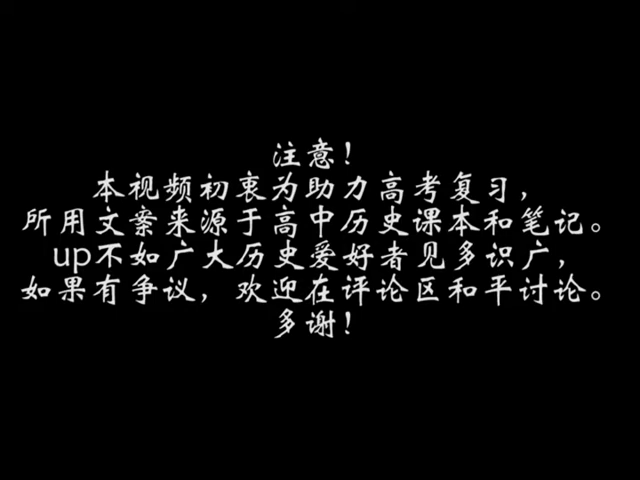 注意！
本视频初衷为助力高考复习，
所用文案来源于高中历史课本和笔记。
up不如广大历史爱好者见多识广，
如果有争议，欢迎在评论区和平讨论。
多谢！